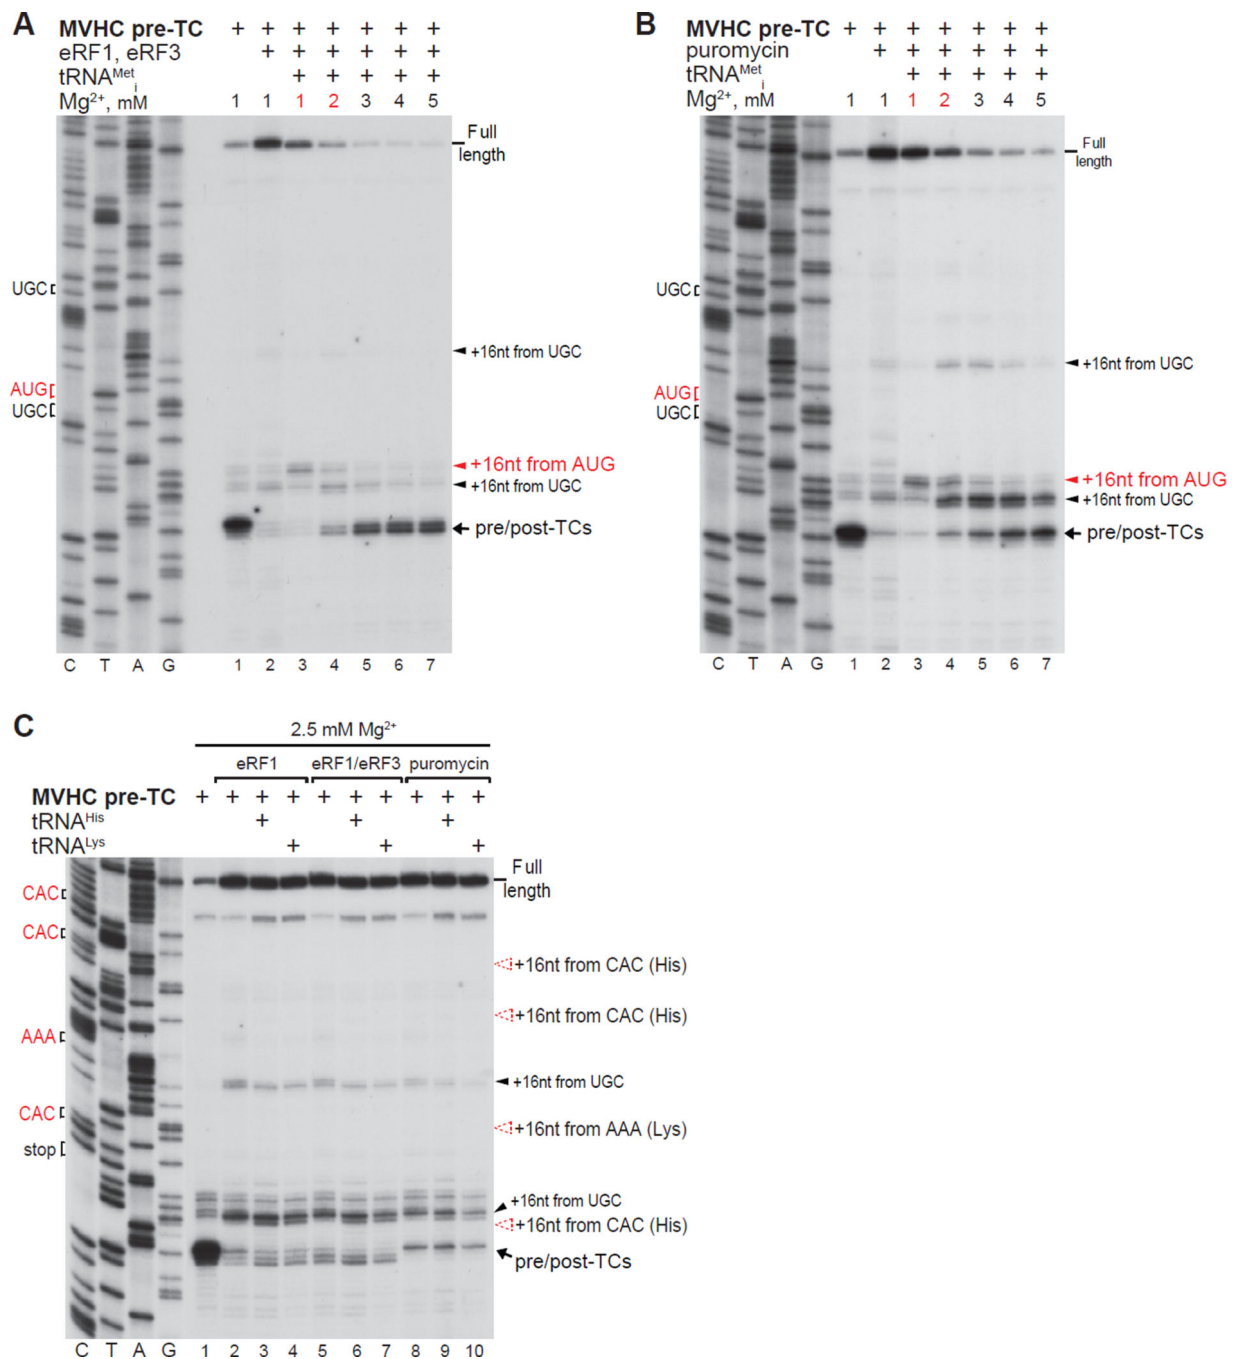 A
MVHC pre-TC + + + + + + +
eRF1, eRF3 + + + + + +
tRNAMet i + + + + +
Mg2+, mM 1 1 1 2 3 4 5
Full length
UGC
+16nt from UGC
AUG
UGC
+16nt from AUG
+16nt from UGC
pre/post-TCs
C T A G 1 2 3 4 5 6 7
B
MVHC pre-TC + + + + + + +
puromycin + + + + + +
tRNAMet i + + + + +
Mg2+, mM 1 1 1 2 3 4 5
Full length
UGC
+16nt from UGC
AUG
UGC
+16nt from AUG
+16nt from UGC
pre/post-TCs
C T A G 1 2 3 4 5 6 7
C
2.5 mM Mg2+
eRF1 eRF1/eRF3 puromycin
MVHC pre-TC + + + + + + + + + +
tRNAHis + + +
tRNALys + + +
Full length
CAC
CAC
+16nt from CAC (His)
+16nt from CAC (His)
AAA
+16nt from UGC
CAC
+16nt from AAA (Lys)
stop
+16nt from UGC
+16nt from CAC (His)
pre/post-TCs
C T A G 1 2 3 4 5 6 7 8 9 10